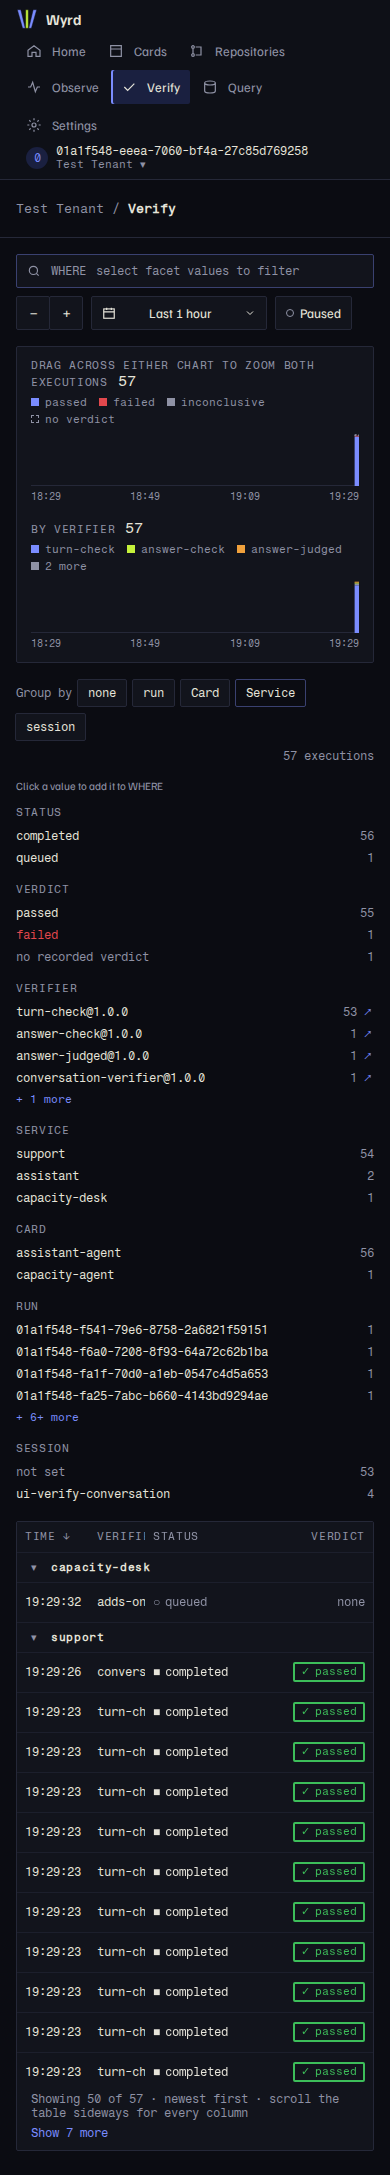 Wyrd
Home Cards Repositories
Observe Verify Query
Settings
0 01a1f548-eeea-7060-bf4a-27c85d769258
Test Tenant ▾
Test Tenant / Verify
WHERE select facet values to filter
− + Last 1 hour Paused
DRAG ACROSS EITHER CHART TO ZOOM BOTH
EXECUTIONS 57
passed failed inconclusive
no verdict
18:29 18:49 19:09 19:29
BY VERIFIER 57
turn-check answer-check answer-judged
2 more
18:29 18:49 19:09 19:29
Group by none run Card Service
session
57 executions
Click a value to add it to WHERE
STATUS
completed 56
queued 1
VERDICT
passed 55
failed 1
no recorded verdict 1
VERIFIER
turn-check@1.0.0 53 ↗
answer-check@1.0.0 1 ↗
answer-judged@1.0.0 1 ↗
conversation-verifier@1.0.0 1 ↗
+ 1 more
SERVICE
support 54
assistant 2
capacity-desk 1
CARD
assistant-agent 56
capacity-agent 1
RUN
01a1f548-f541-79e6-8758-2a6821f59151 1
01a1f548-f6a0-7208-8f93-64a72c62b1ba 1
01a1f548-fa1f-70d0-a1eb-0547c4d5a653 1
01a1f548-fa25-7abc-b660-4143bd9294ae 1
+ 6+ more
SESSION
not set 53
ui-verify-conversation 4
TIME ↓ VERIFI STATUS VERDICT
▾ capacity-desk
19:29:32 adds-on ○ queued none
▾ support
19:29:26 convers ■ completed ✓ passed
19:29:23 turn-ch ■ completed ✓ passed
19:29:23 turn-ch ■ completed ✓ passed
19:29:23 turn-ch ■ completed ✓ passed
19:29:23 turn-ch ■ completed ✓ passed
19:29:23 turn-ch ■ completed ✓ passed
19:29:23 turn-ch ■ completed ✓ passed
19:29:23 turn-ch ■ completed ✓ passed
19:29:23 turn-ch ■ completed ✓ passed
19:29:23 turn-ch ■ completed ✓ passed
19:29:23 turn-ch ■ completed ✓ passed
Showing 50 of 57 · newest first · scroll the
table sideways for every column
Show 7 more